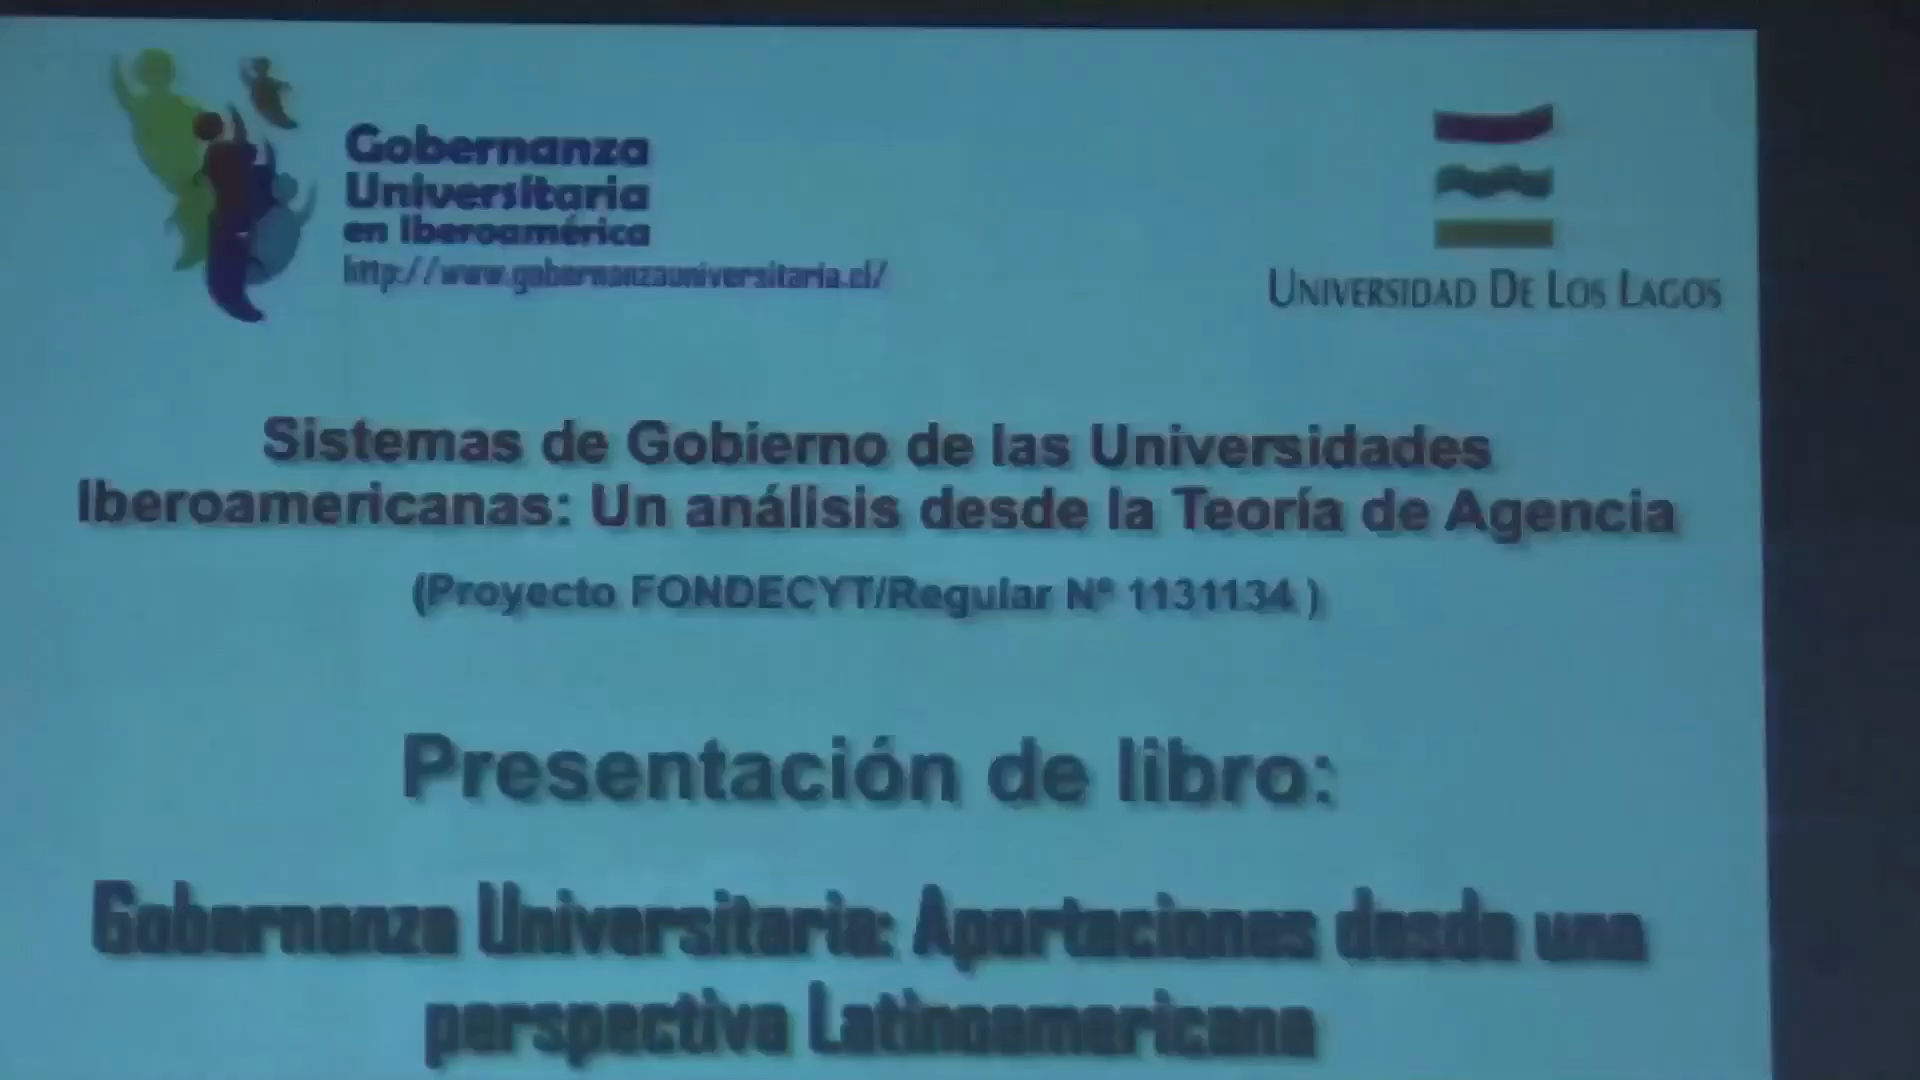 Gobernanza
Universitaria
en Iberoamérica
http://www.gobernanzauniversitaria.cl/
UNIVERSIDAD DE LOS LAGOS
Sistemas de Gobierno de las Universidades
Iberoamericanas: Un análisis desde la Teoría de Agencia
(Proyecto FONDECYT/Regular Nº 1131134 )
Presentación de libro:
Gobernanza Universitaria: Aportaciones desde una
perspectiva Latinoamericana